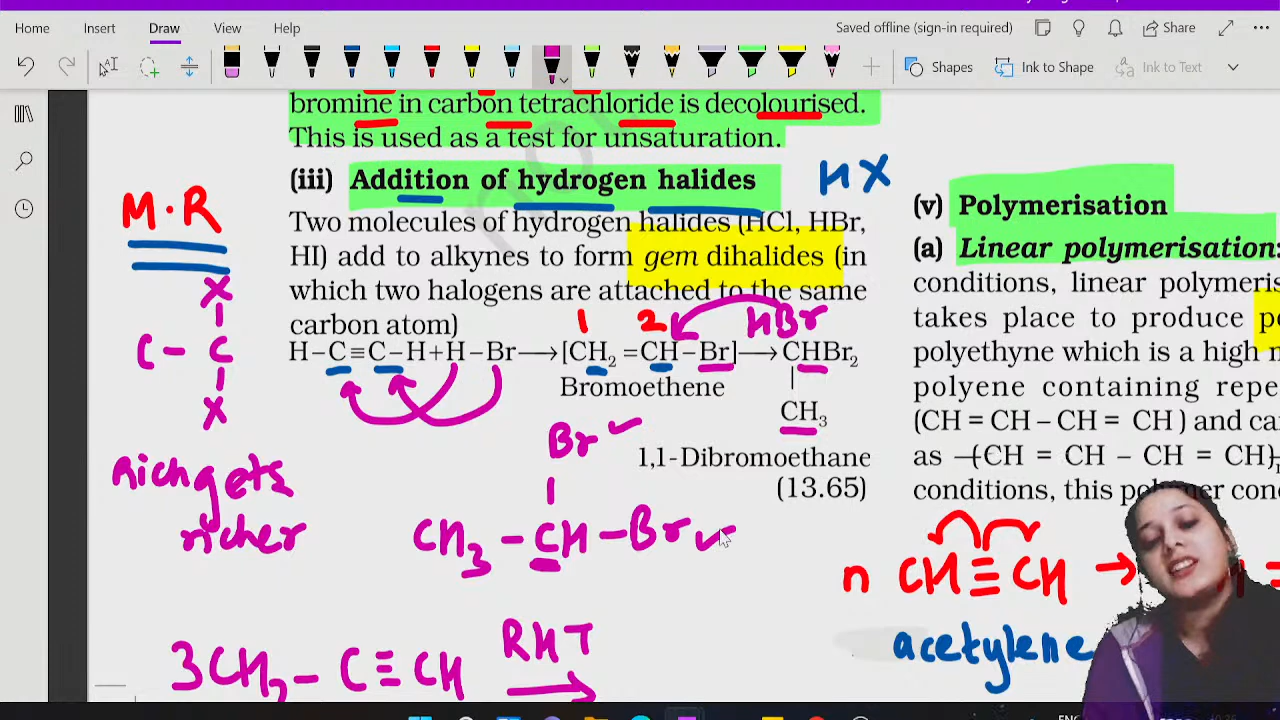 Home Insert Draw View Help
Saved offline (sign-in required) Share
Shapes Ink to Shape Ink to Text
bromine in carbon tetrachloride is decolourised.
This is used as a test for unsaturation.
(iii) Addition of hydrogen halides
HX
M.R
Two molecules of hydrogen halides (HCl, HBr,
HI) add to alkynes to form gem dihalides (in
which two halogens are attached to the same
carbon atom)
1 2 HBr
H–C≡C–H+H–Br⟶[CH₂=CH–Br]⟶CHBr₂
|
Bromoethene
CH₃
1,1-Dibromoethane
(13.65)
X
|
C – C
|
X
Rich gets
richer
Br ✓
|
CH₃ – CH – Br ✓
3CH₂ – C≡CH RHT →
(v) Polymerisation
(a) Linear polymerisation:
conditions, linear
takes place to produce
polyethyne which is a high
polyene containing
(CH = CH – CH = CH) and
as –(CH = CH – CH = CH)ₙ
conditions, this
n CH≡CH →
acetylene